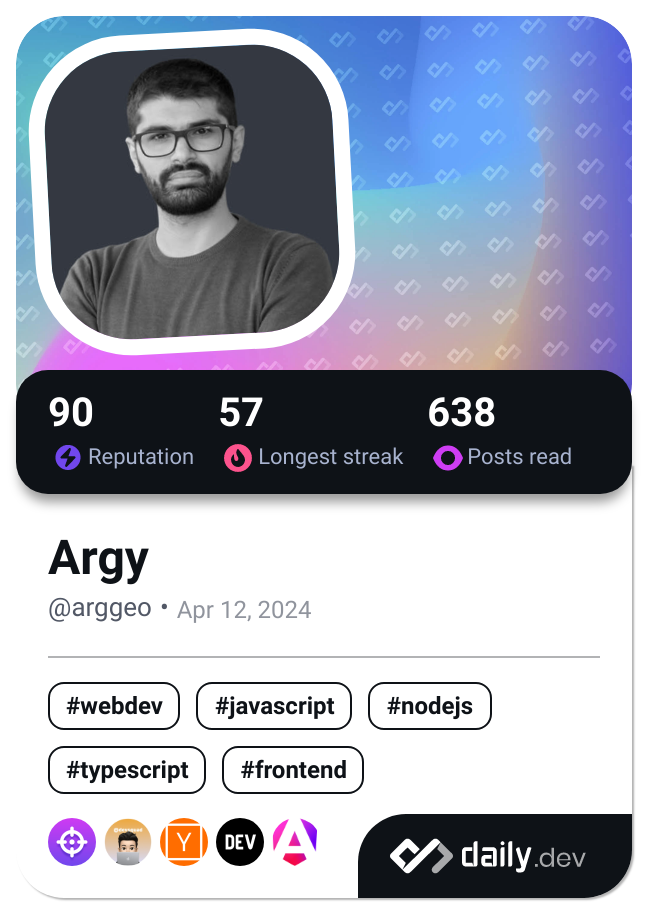 90 57 638
Reputation Longest streak Posts read
Argy
@arggeo • Apr 12, 2024
#webdev #javascript #nodejs
#typescript #frontend
Y DEV
daily.dev